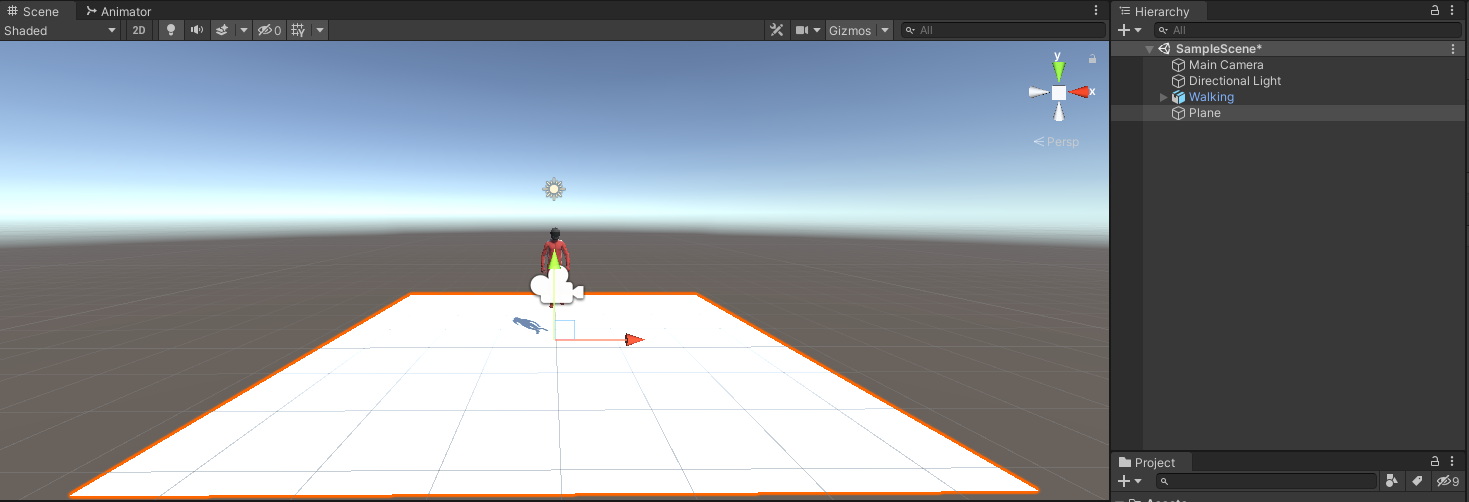 Scene Animator
Shaded 2D 0 Gizmos All
y
x
Persp
Hierarchy
All
SampleScene*
Main Camera
Directional Light
Walking
Plane
Project
9
Assets